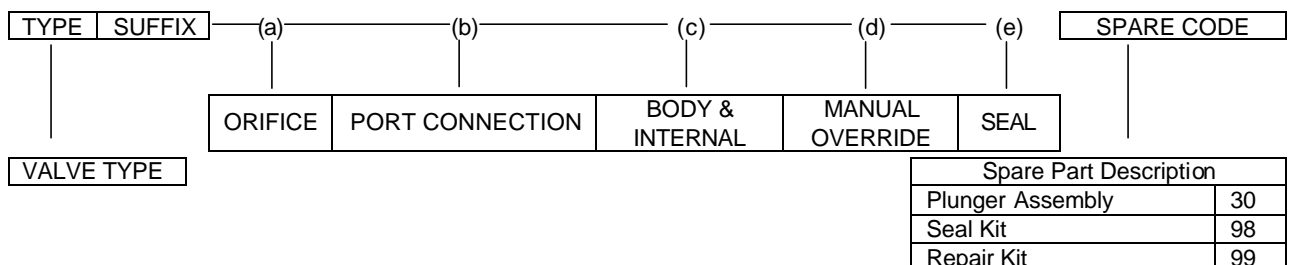 TYPE SUFFIX (a) (b) (c) (d) (e) SPARE CODE
ORIFICE PORT CONNECTION BODY & INTERNAL MANUAL OVERRIDE SEAL
VALVE TYPE
Spare Part Description
Plunger Assembly 30
Seal Kit 98
Repair Kit 99